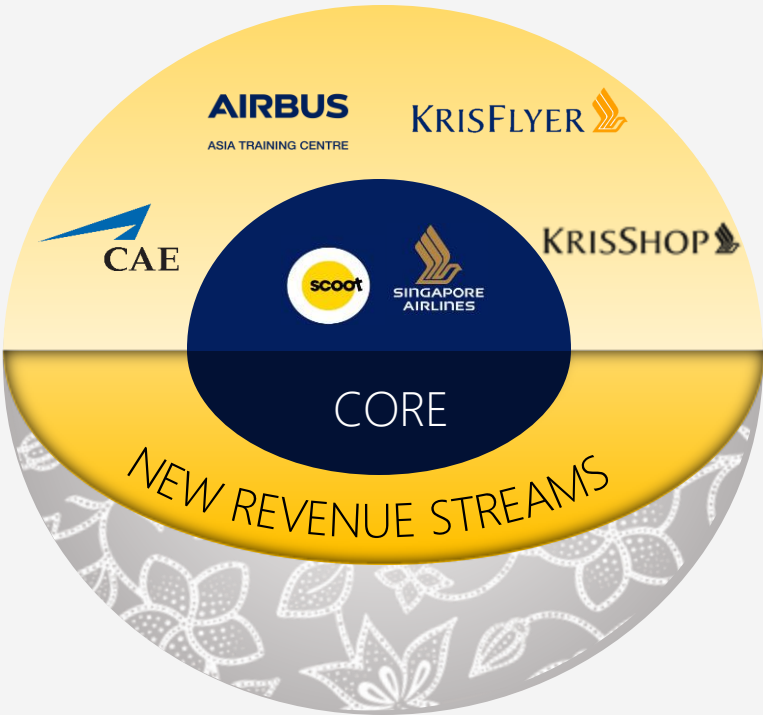 AIRBUS
ASIA TRAINING CENTRE
KRISFLYER
CAE
KRISSHOP
scoot
SINGAPORE
AIRLINES
CORE
NEW REVENUE STREAMS